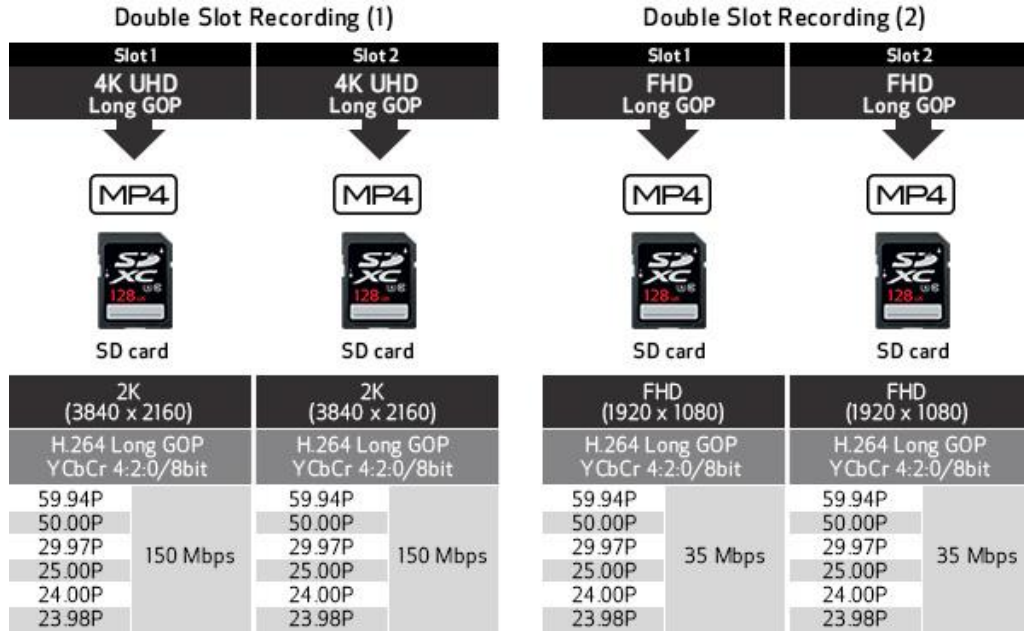 Double Slot Recording (1)
Double Slot Recording (2)
Slot 1
Slot 2
Slot 1
Slot 2
4K UHD
Long GOP
4K UHD
Long GOP
FHD
Long GOP
FHD
Long GOP
MP4
MP4
MP4
MP4
SD
XC
128
SD
XC
128
SD
XC
128
SD
XC
128
SD card
SD card
SD card
SD card
2K
(3840 x 2160)
2K
(3840 x 2160)
FHD
(1920 x 1080)
FHD
(1920 x 1080)
H.264 Long GOP
YCbCr 4:2:0/8bit
H.264 Long GOP
YCbCr 4:2:0/8bit
H.264 Long GOP
YCbCr 4:2:0/8bit
H.264 Long GOP
YCbCr 4:2:0/8bit
59.94P
50.00P
29.97P
25.00P
24.00P
23.98P
150 Mbps
59.94P
50.00P
29.97P
25.00P
24.00P
23.98P
150 Mbps
59.94P
50.00P
29.97P
25.00P
24.00P
23.98P
35 Mbps
59.94P
50.00P
29.97P
25.00P
24.00P
23.98P
35 Mbps